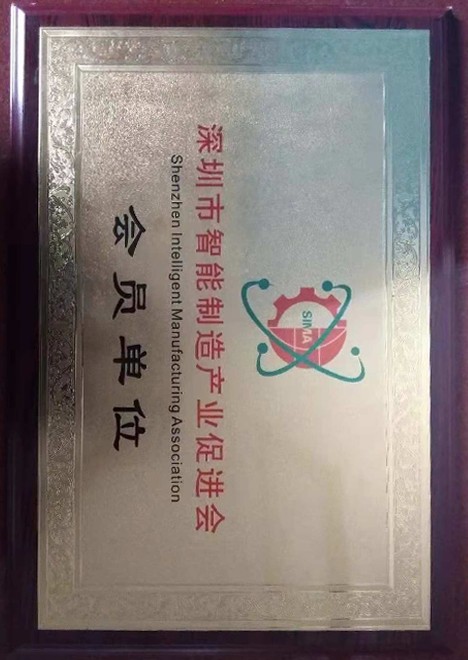 SIMA
深圳市智能制造产业促进会
Shenzhen Intelligent Manufacturing Association
会员单位